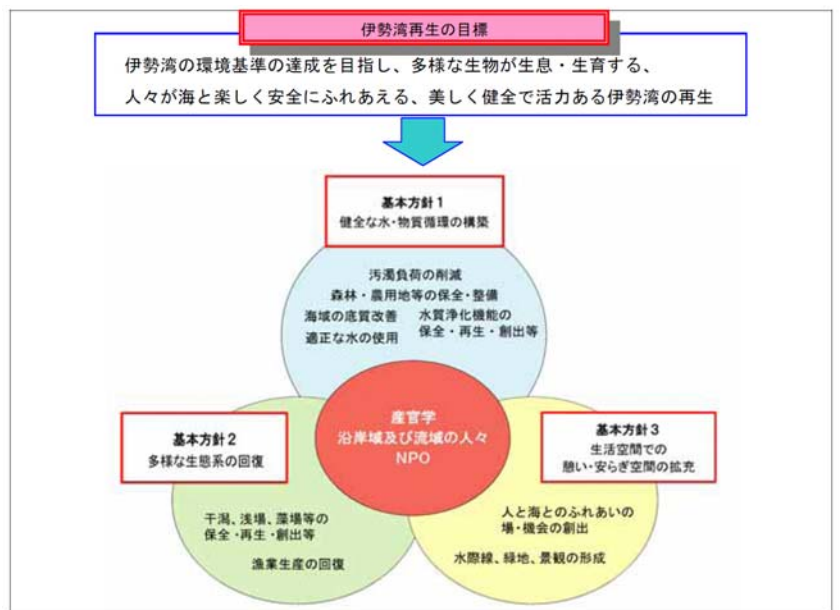 伊勢湾再生の目標
伊勢湾の環境基準の達成を目指し、多様な生物が生息・生育する、
人々が海と楽しく安全にふれあえる、美しく健全で活力ある伊勢湾の再生
基本方針1
健全な水・物質循環の構築
汚濁負荷の削減
森林・農用地等の保全・整備
海域の底質改善
適正な水の使用
水質浄化機能の
保全・再生・創出等
産官学
沿岸域及び流域の人々
NPO
基本方針2
多様な生態系の回復
干潟、浅場、藻場等の
保全・再生・創出等
漁業生産の回復
基本方針3
生活空間での
憩い・安らぎ空間の拡充
人と海とのふれあいの
場・機会の創出
水際線、緑地、景観の形成